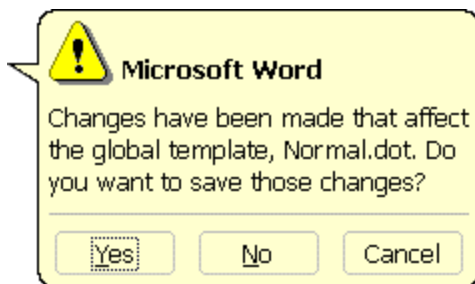 Microsoft Word
Changes have been made that affect
the global template, Normal.dot. Do
you want to save those changes?
Yes No Cancel